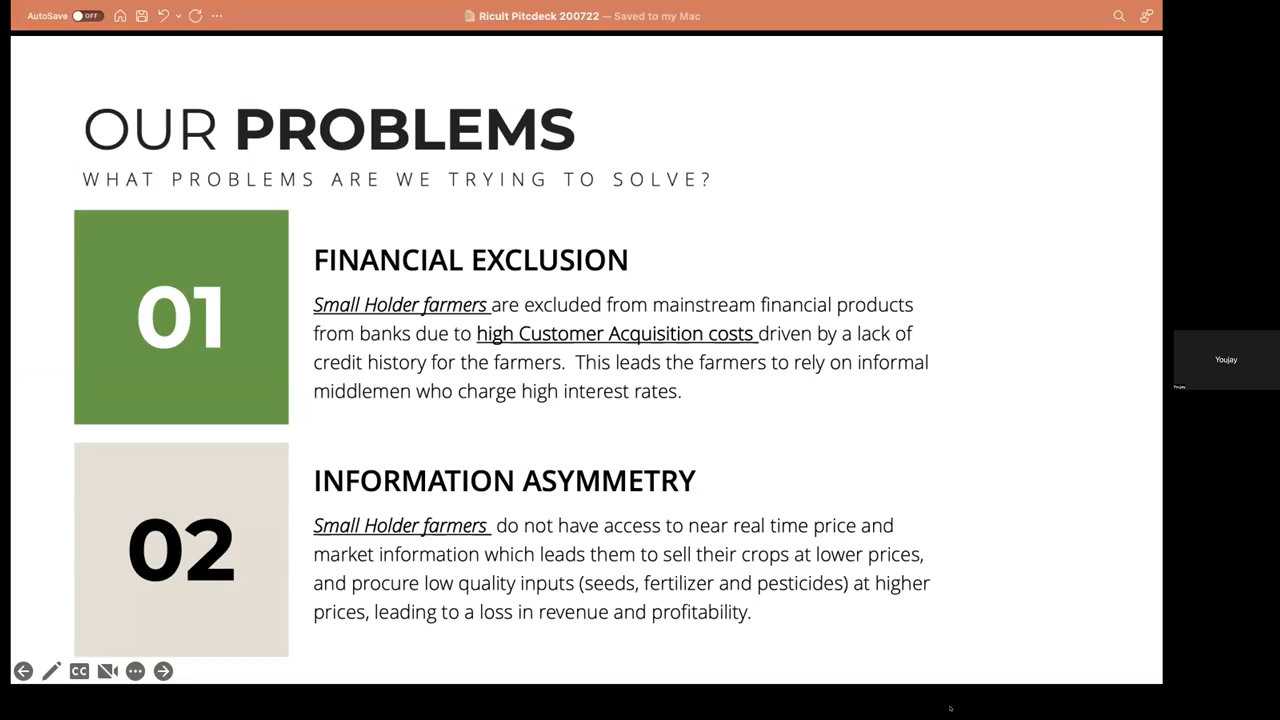 AutoSave OFF
Ricult Pitcdeck 200722 — Saved to my Mac
OUR PROBLEMS
WHAT PROBLEMS ARE WE TRYING TO SOLVE?
01
FINANCIAL EXCLUSION
Small Holder farmers are excluded from mainstream financial products
from banks due to high Customer Acquisition costs driven by a lack of
credit history for the farmers. This leads the farmers to rely on informal
middlemen who charge high interest rates.
02
INFORMATION ASYMMETRY
Small Holder farmers do not have access to near real time price and
market information which leads them to sell their crops at lower prices,
and procure low quality inputs (seeds, fertilizer and pesticides) at higher
prices, leading to a loss in revenue and profitability.
CC
Youjay
Youjay